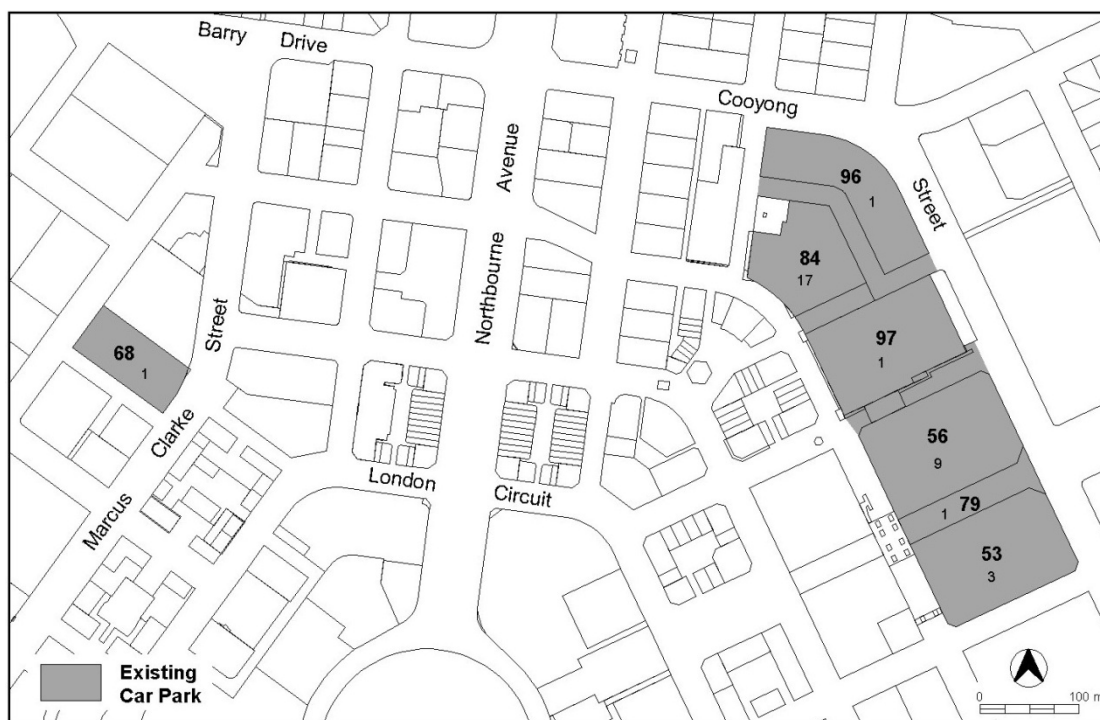 Barry Drive
Cooyong
Street
Avenue
Northbourne
96
1
84
17
97
1
68
1
Street
Clarke
Marcus
56
9
79
1
53
3
London
Circuit
Existing
Car Park
0 100 m